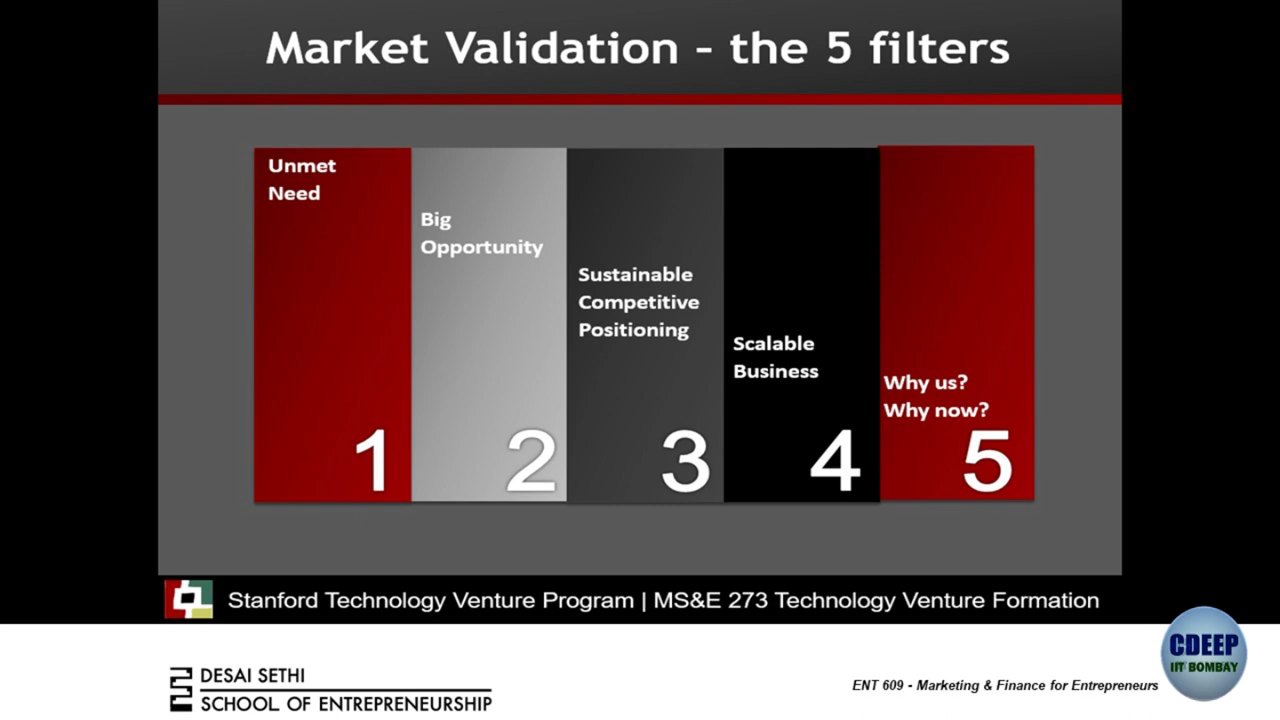 Market Validation – the 5 filters
Unmet
Need
1
Big
Opportunity
2
Sustainable
Competitive
Positioning
3
Scalable
Business
4
Why us?
Why now?
5
Stanford Technology Venture Program | MS&E 273 Technology Venture Formation
DESAI SETHI
SCHOOL OF ENTREPRENEURSHIP
ENT 609 - Marketing & Finance for Entrepreneurs
CDEEP
IIT BOMBAY